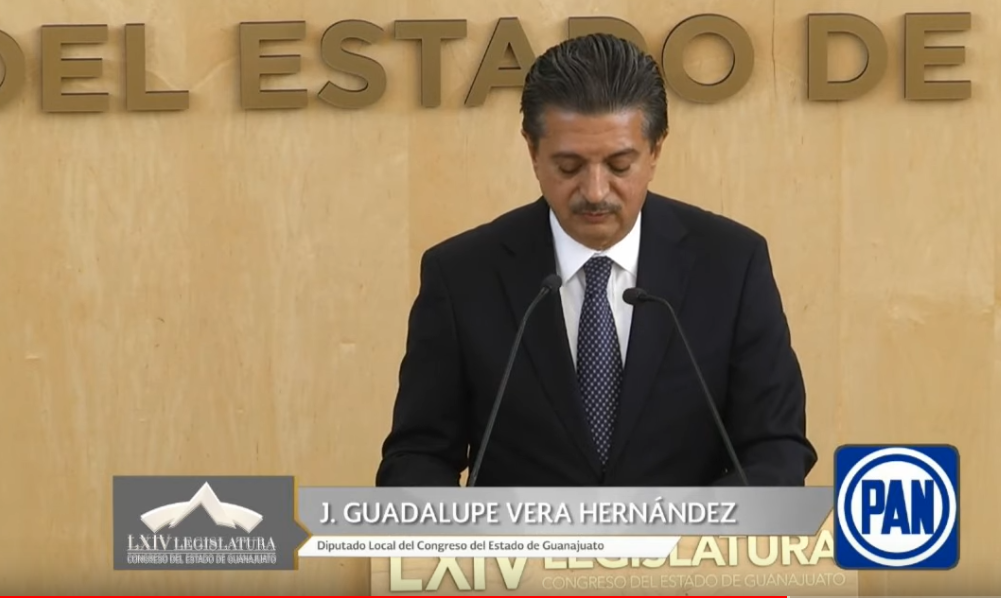 DEL ESTADO DE
J. GUADALUPE VERA HERNÁNDEZ
Diputado Local del Congreso del Estado de Guanajuato
LXIV LEGISLATURA
CONGRESO DEL ESTADO DE GUANAJUATO
PAN
LXIV LEGISLATURA
CONGRESO DEL ESTADO DE GUANAJUATO